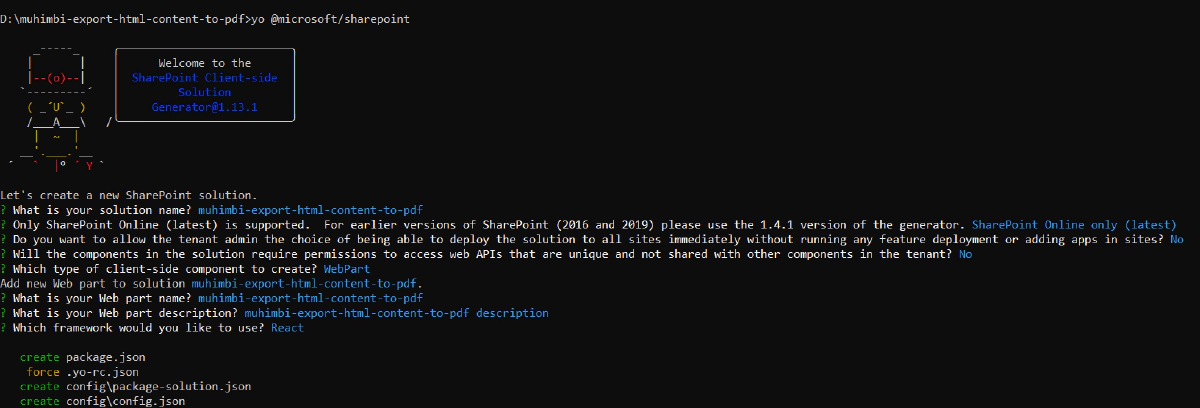 D:\muhimbi-export-html-content-to-pdf>yo @microsoft/sharepoint
Welcome to the
SharePoint Client-side
Solution
Generator@1.13.1
Let's create a new SharePoint solution.
? What is your solution name? muhimbi-export-html-content-to-pdf
? Only SharePoint Online (latest) is supported.  For earlier versions of SharePoint (2016 and 2019) please use the 1.4.1 version of the generator. SharePoint Online only (latest)
? Do you want to allow the tenant admin the choice of being able to deploy the solution to all sites immediately without running any feature deployment or adding apps in sites? No
? Will the components in the solution require permissions to access web APIs that are unique and not shared with other components in the tenant? No
? Which type of client-side component to create? WebPart
Add new Web part to solution muhimbi-export-html-content-to-pdf.
? What is your Web part name? muhimbi-export-html-content-to-pdf
? What is your Web part description? muhimbi-export-html-content-to-pdf description
? Which framework would you like to use? React
create package.json
force .yo-rc.json
create config\package-solution.json
create config\config.json